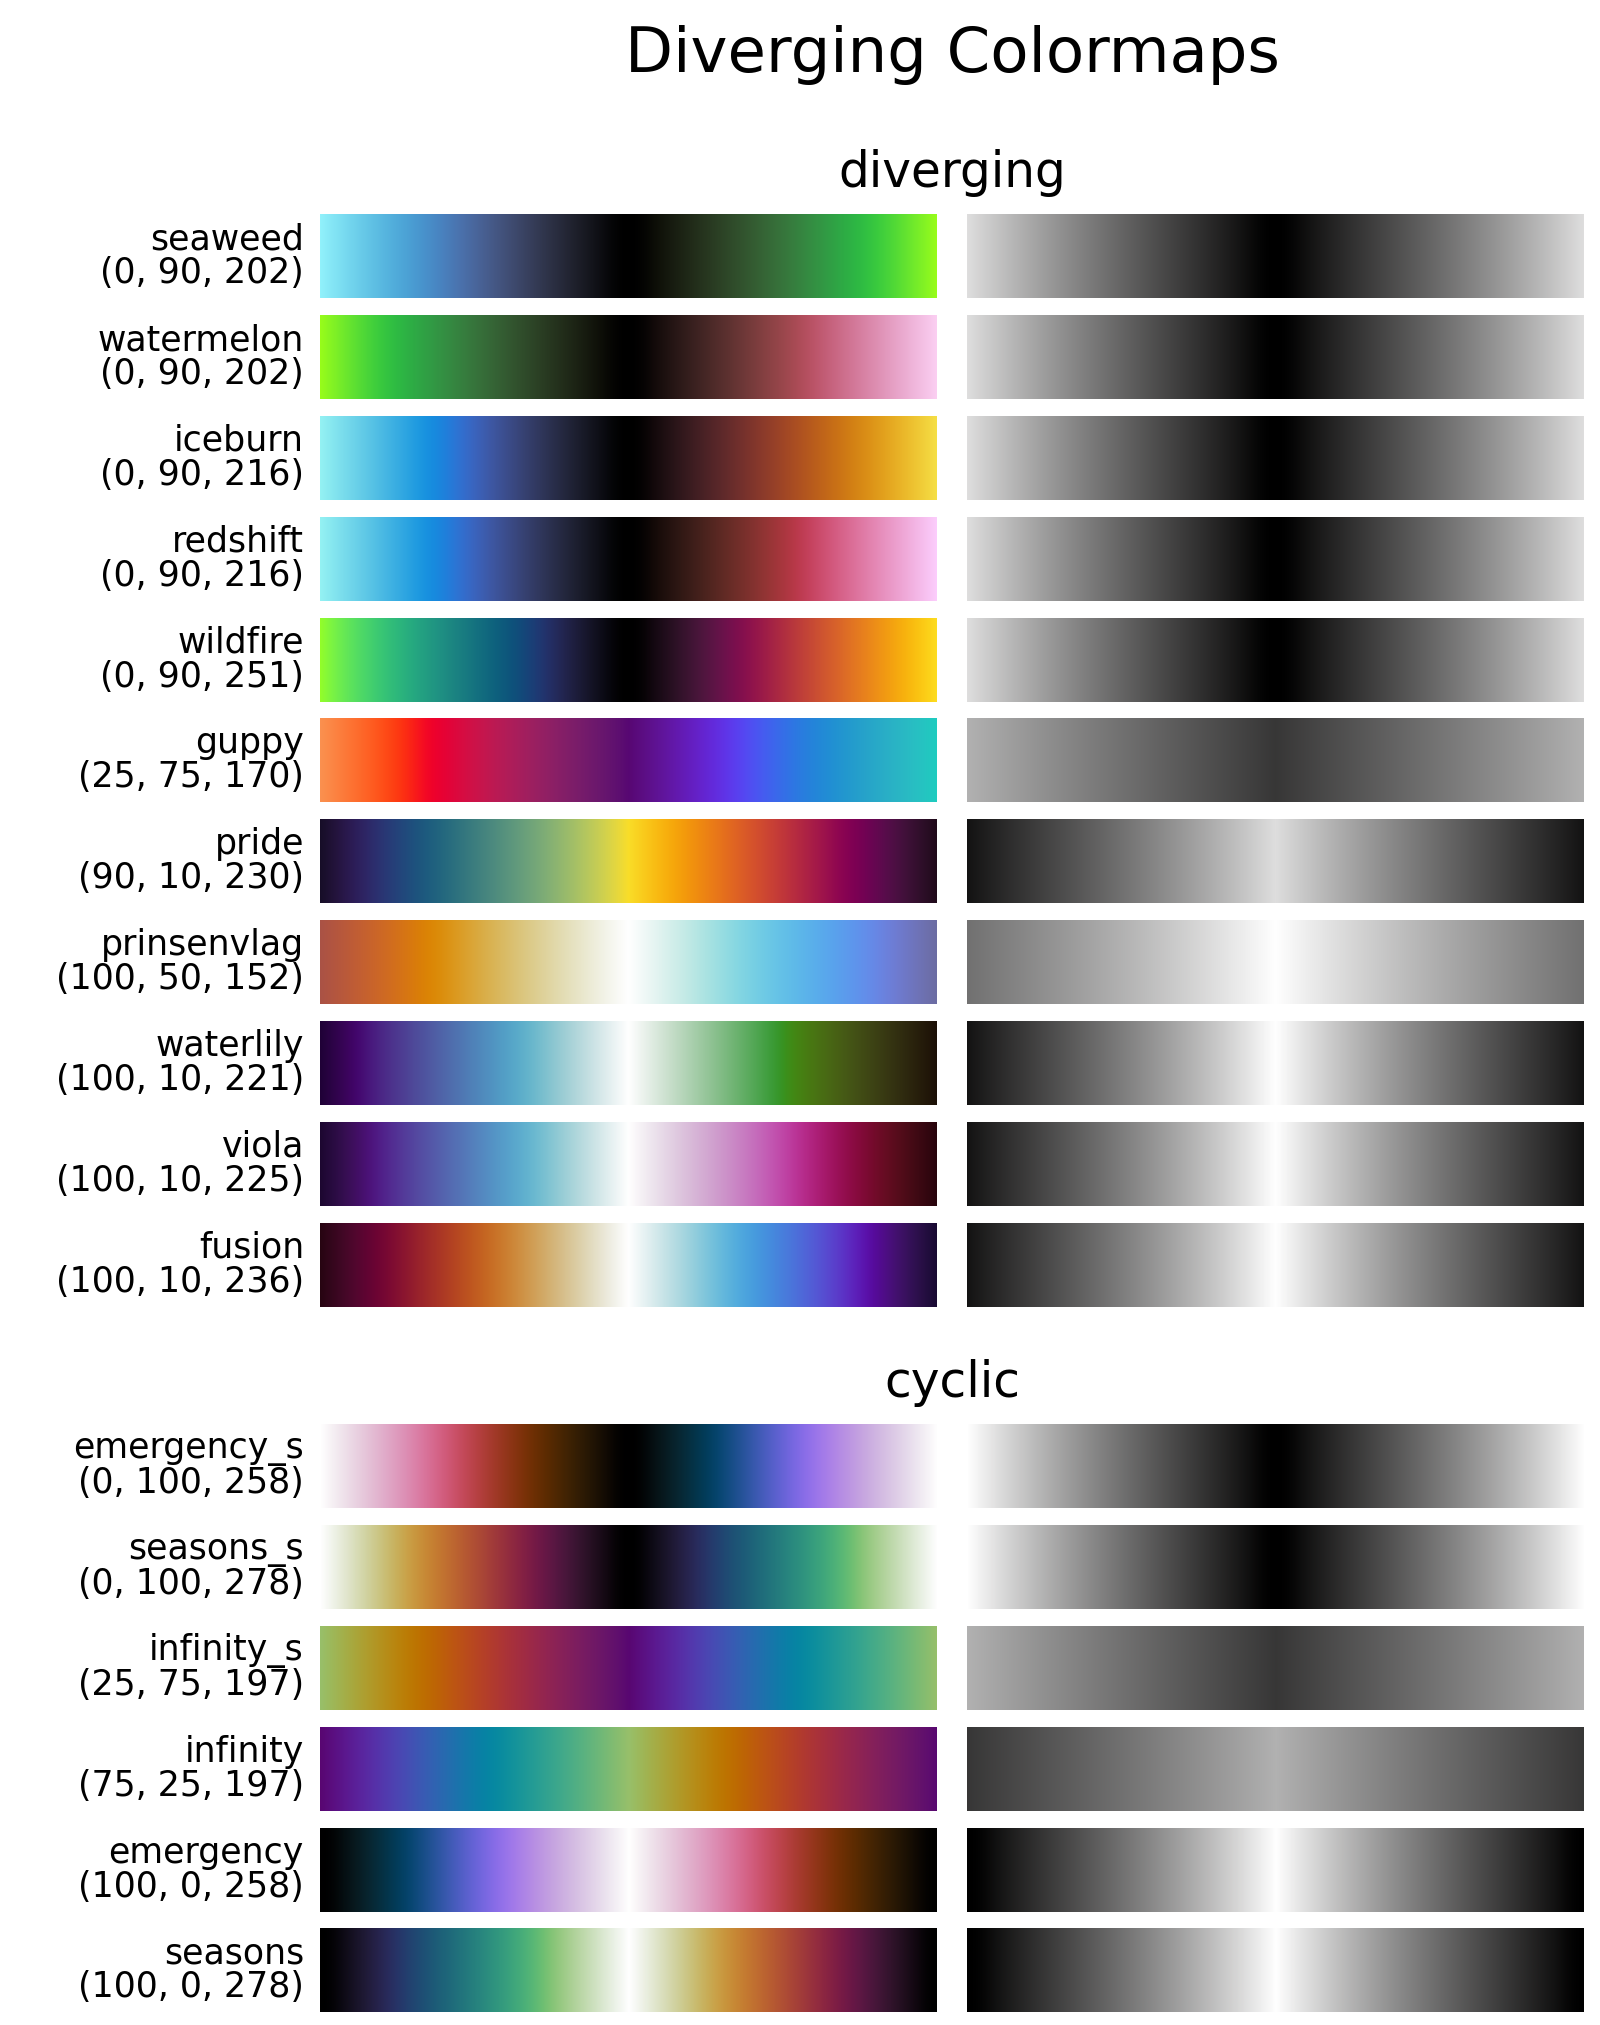 Diverging Colormaps
diverging
seaweed
(0, 90, 202)
watermelon
(0, 90, 202)
iceburn
(0, 90, 216)
redshift
(0, 90, 216)
wildfire
(0, 90, 251)
guppy
(25, 75, 170)
pride
(90, 10, 230)
prinsenvlag
(100, 50, 152)
waterlily
(100, 10, 221)
viola
(100, 10, 225)
fusion
(100, 10, 236)
cyclic
emergency_s
(0, 100, 258)
seasons_s
(0, 100, 278)
infinity_s
(25, 75, 197)
infinity
(75, 25, 197)
emergency
(100, 0, 258)
seasons
(100, 0, 278)